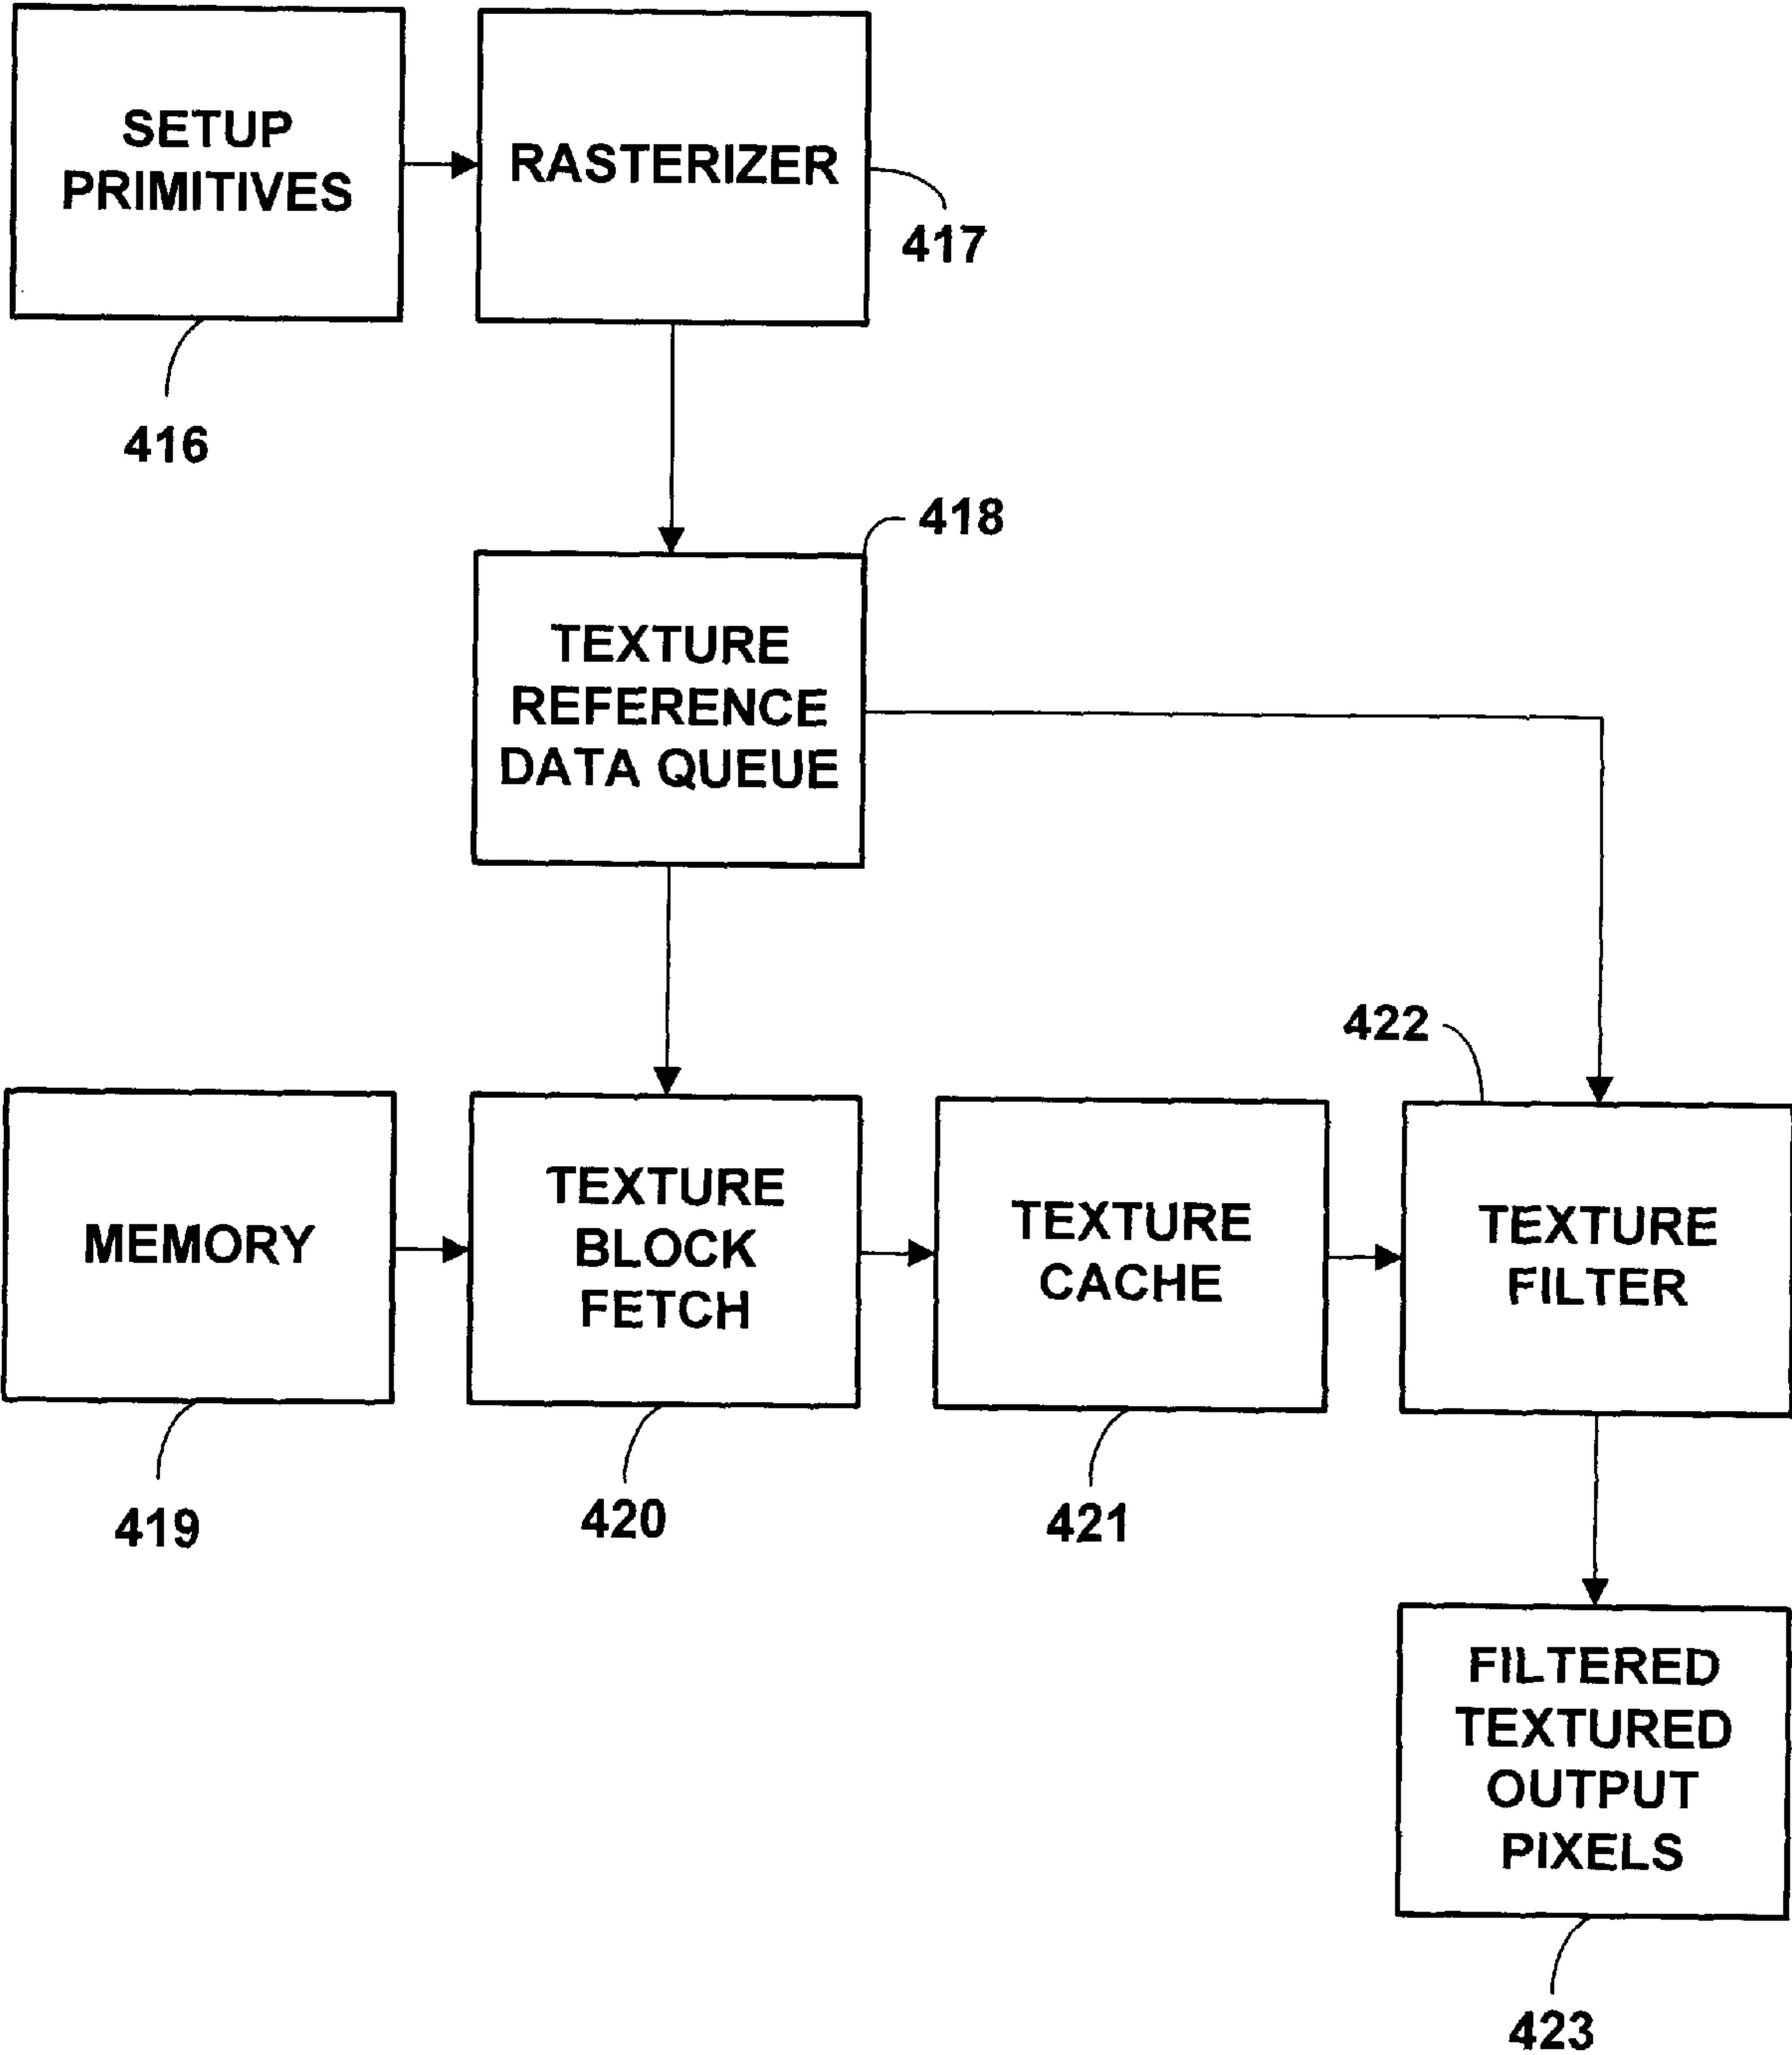 SETUP
PRIMITIVES
RASTERIZER
417
416
418
TEXTURE
REFERENCE
DATA QUEUE
422
MEMORY
TEXTURE
BLOCK
FETCH
TEXTURE
CACHE
TEXTURE
FILTER
419
420
421
FILTERED
TEXTURED
OUTPUT
PIXELS
423